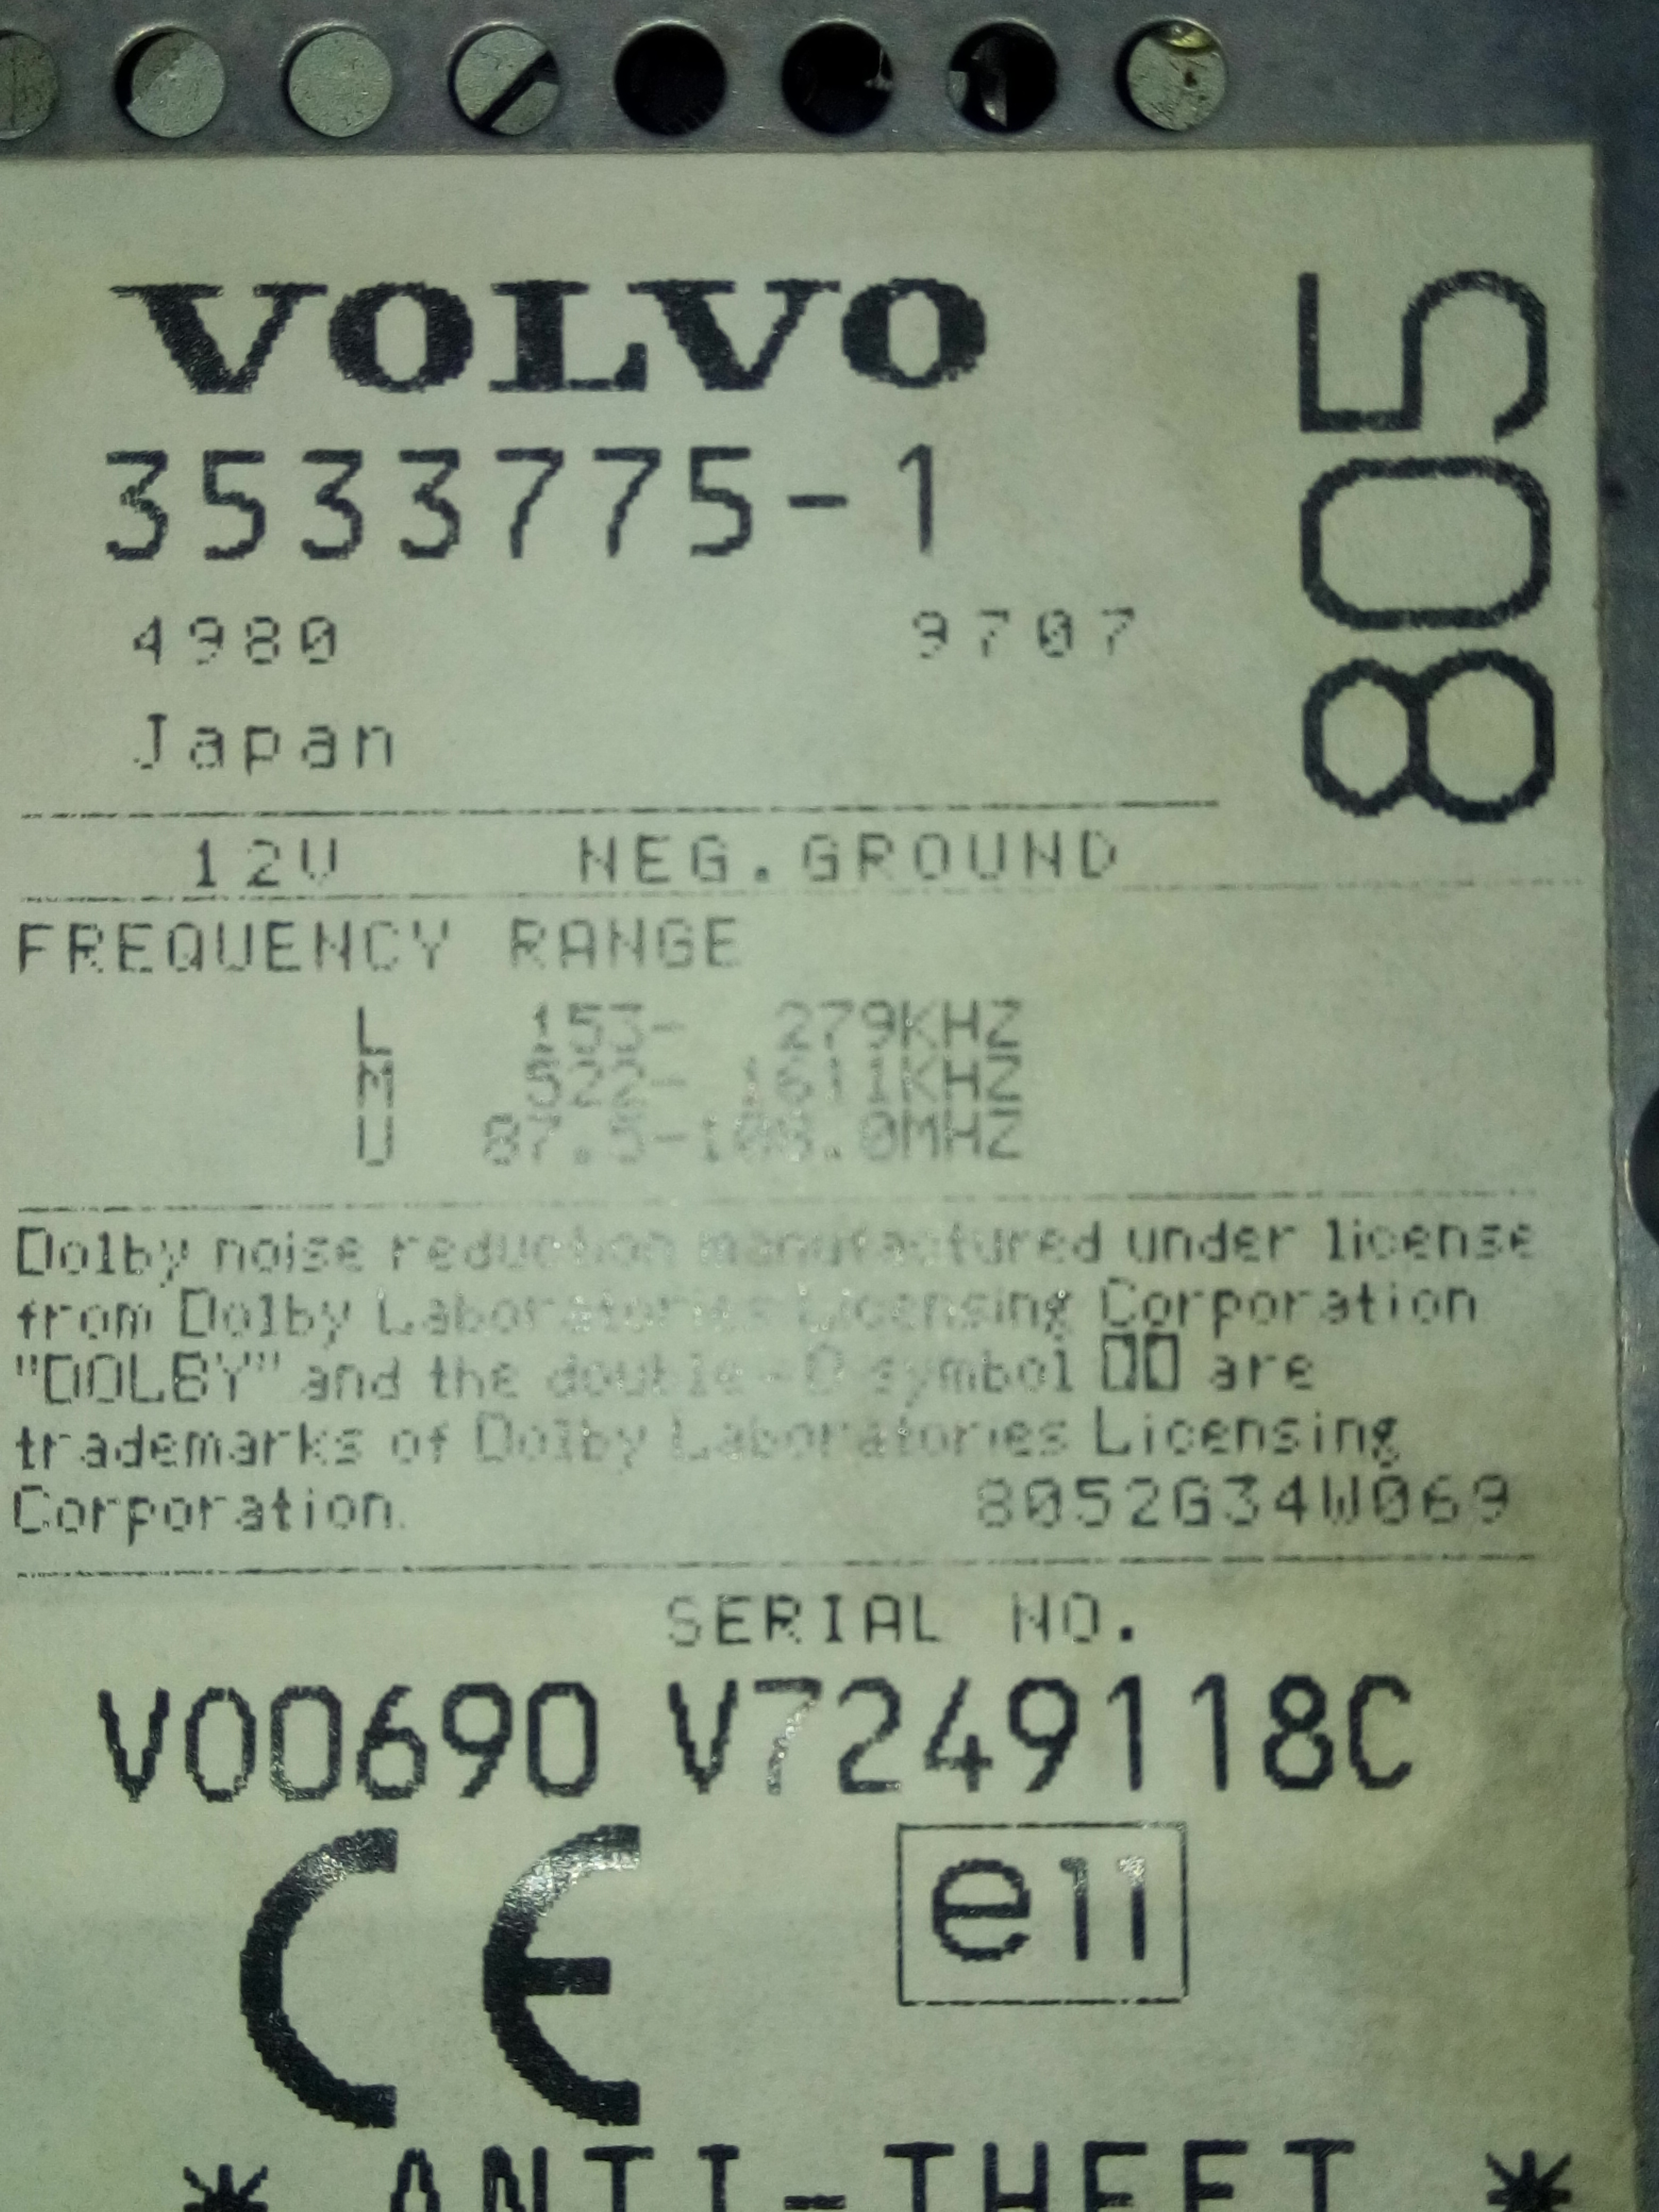 VOLVO
805
3533775-1
4980 9707
Japan
12V NEG.GROUND
FREQUENCY RANGE
L 153- 279KHZ
M 522- 1611KHZ
U 87.5-108.0MHZ
Dolby noise reduction manufactured under license
from Dolby Laboratories Licensing Corporation
"DOLBY" and the double-D symbol are
trademarks of Dolby Laboratories Licensing
Corporation.
8052G34W069
SERIAL NO.
V00690 V7249118C
CE e11
* ANTI-THEFT *